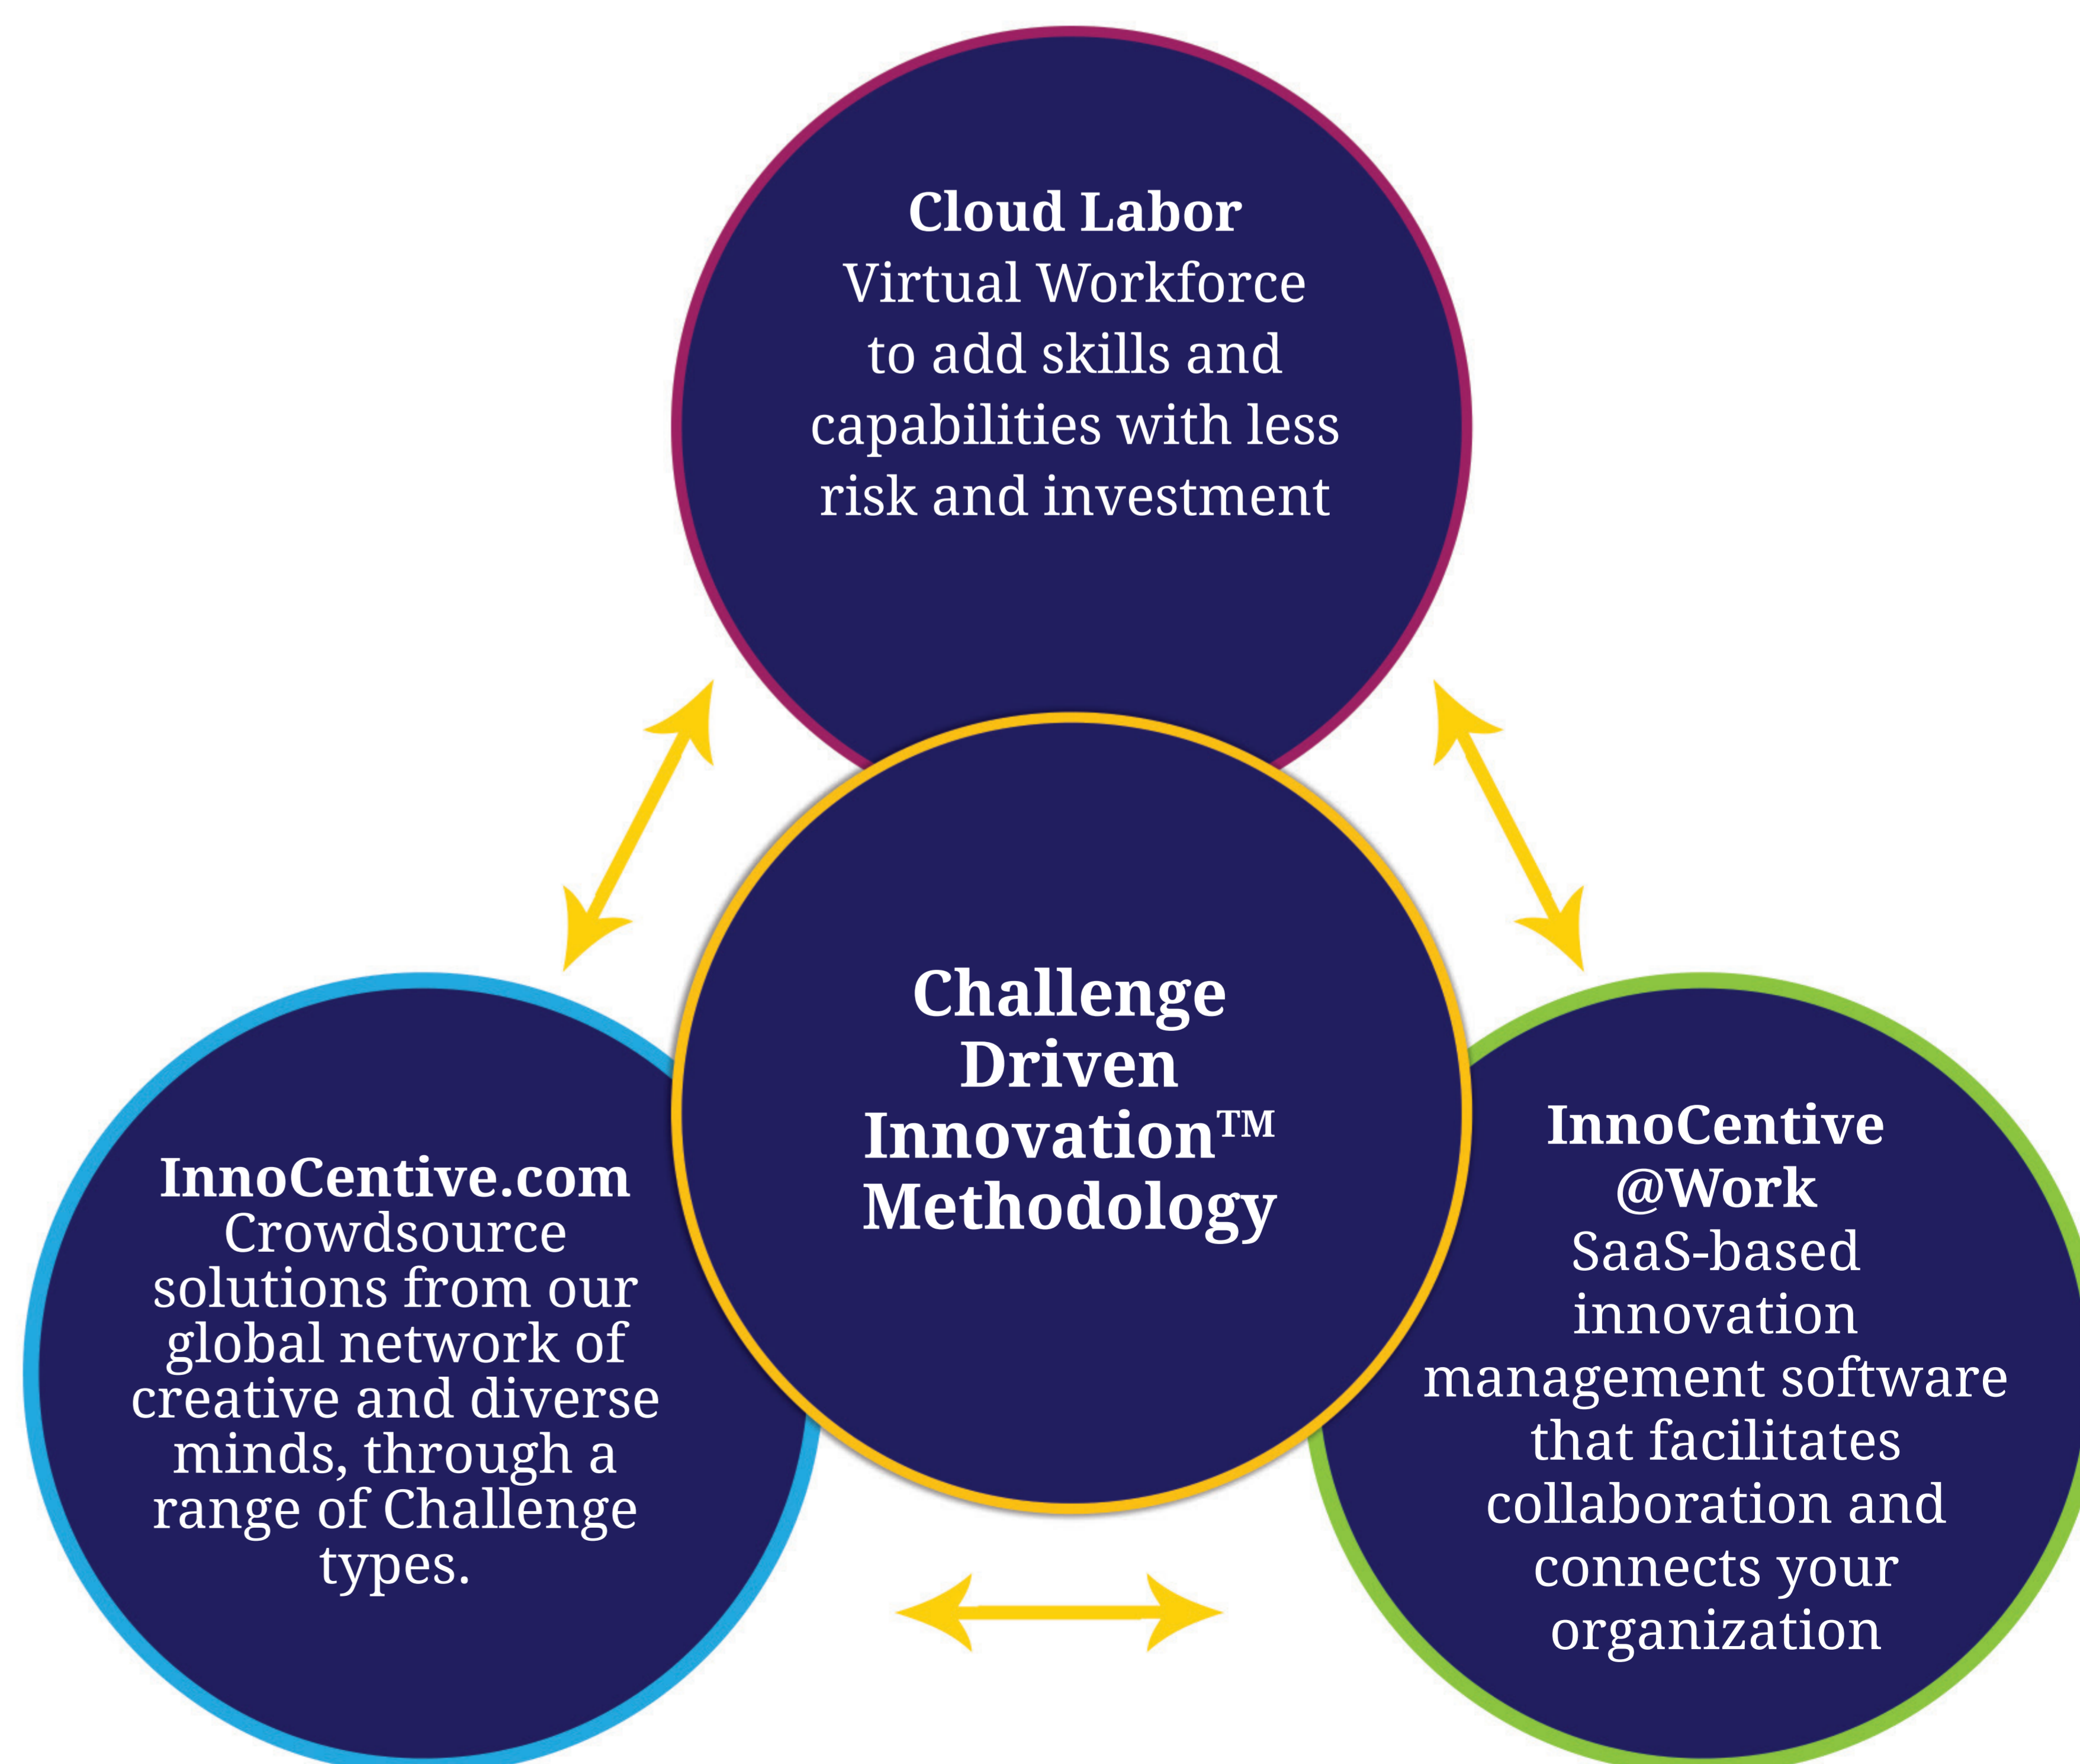 Cloud Labor
Virtual Workforce
to add skills and
capabilities with less
risk and investment
Challenge
Driven
Innovation™
Methodology
InnoCentive.com
Crowdsource
solutions from our
global network of
creative and diverse
minds, through a
range of Challenge
types.
InnoCentive
@Work
SaaS-based
innovation
management software
that facilitates
collaboration and
connects your
organization